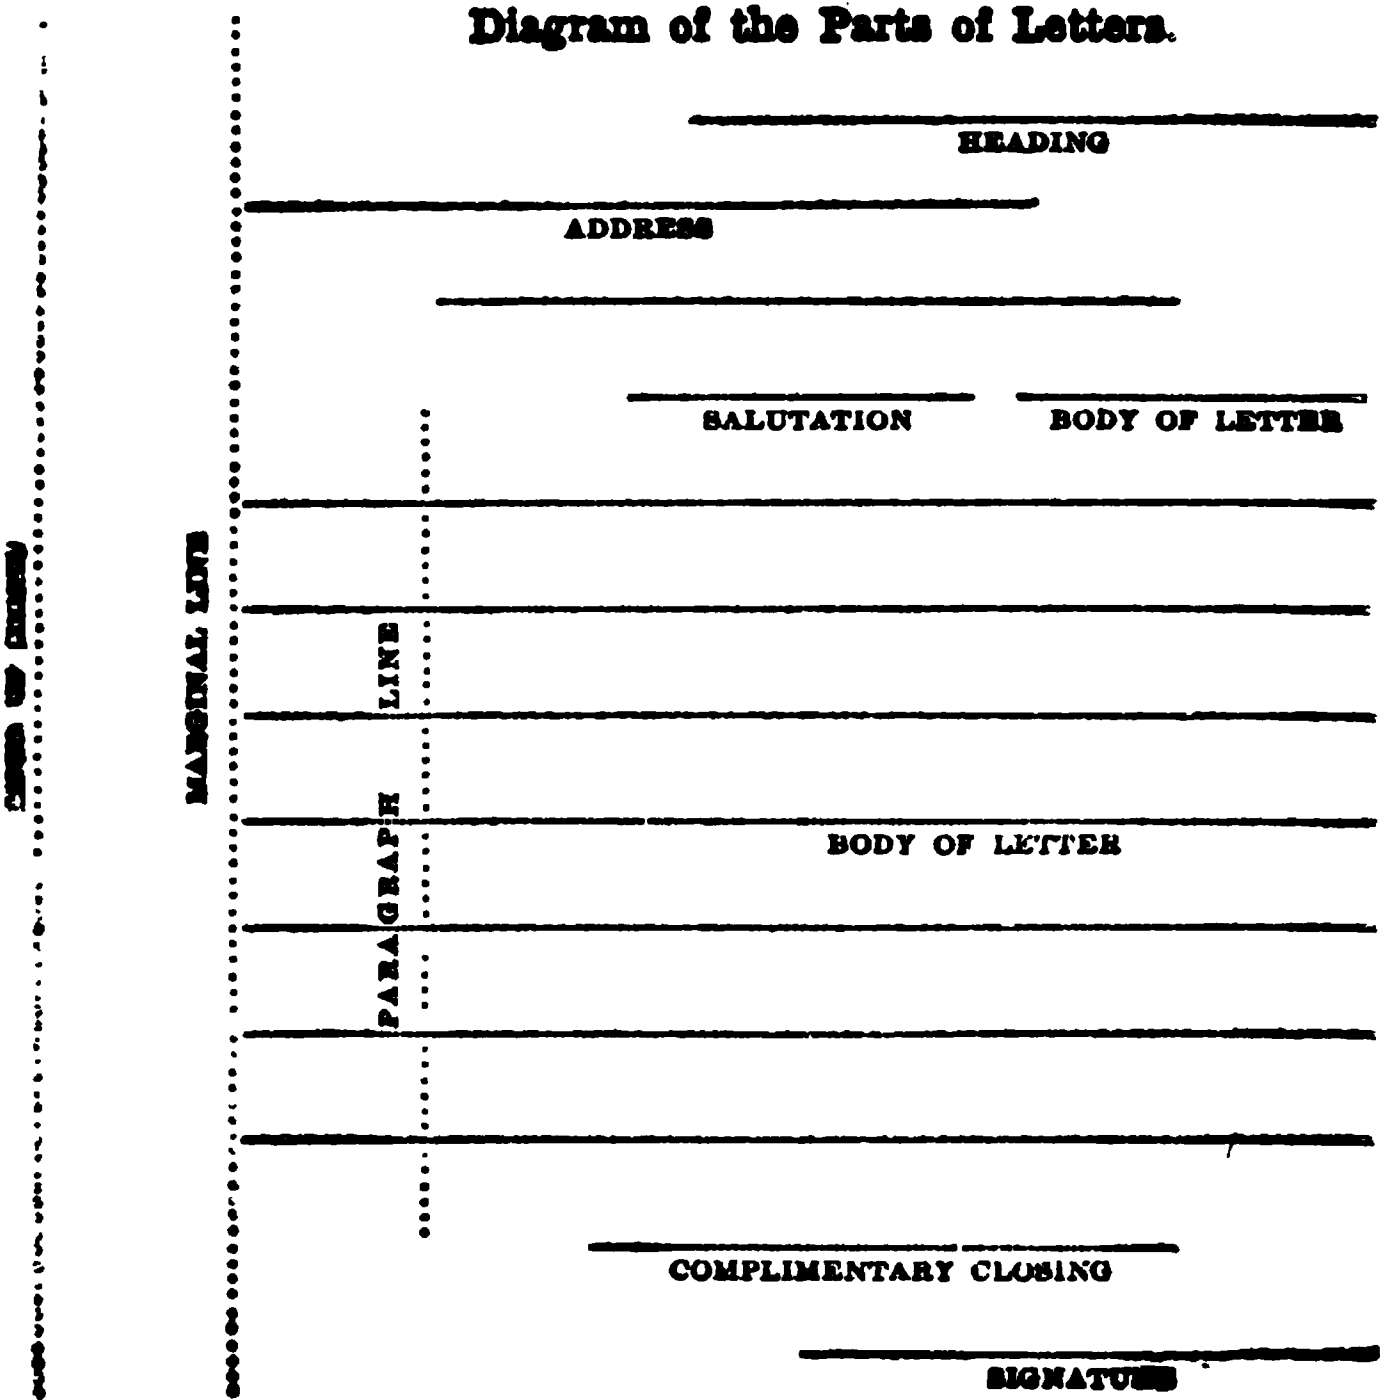 Diagram of the Parts of Letters.
HEADING
ADDRESS
SALUTATION BODY OF LETTER
MARGINAL LINE
PARAGRAPH LINE
BODY OF LETTER
COMPLIMENTARY CLOSING
SIGNATURE